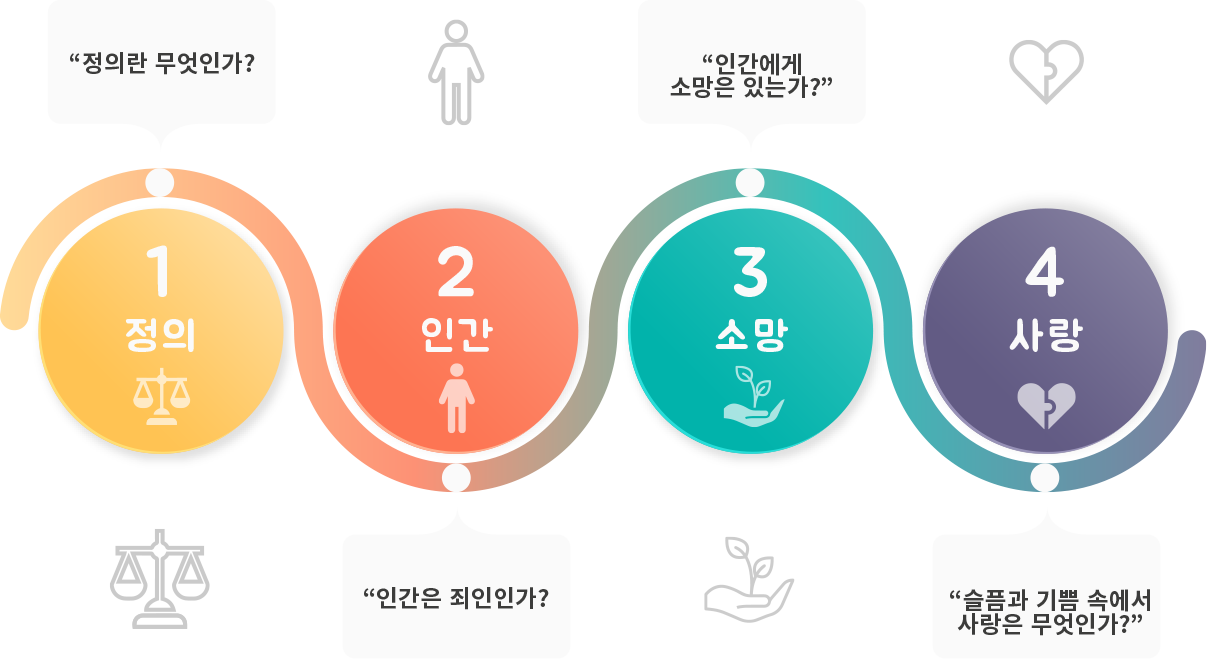 “정의란 무엇인가?
“인간에게
소망은 있는가?”
1
정의
2
인간
3
소망
4
사랑
“인간은 죄인인가?
“슬픔과 기쁨 속에서
사랑은 무엇인가?”